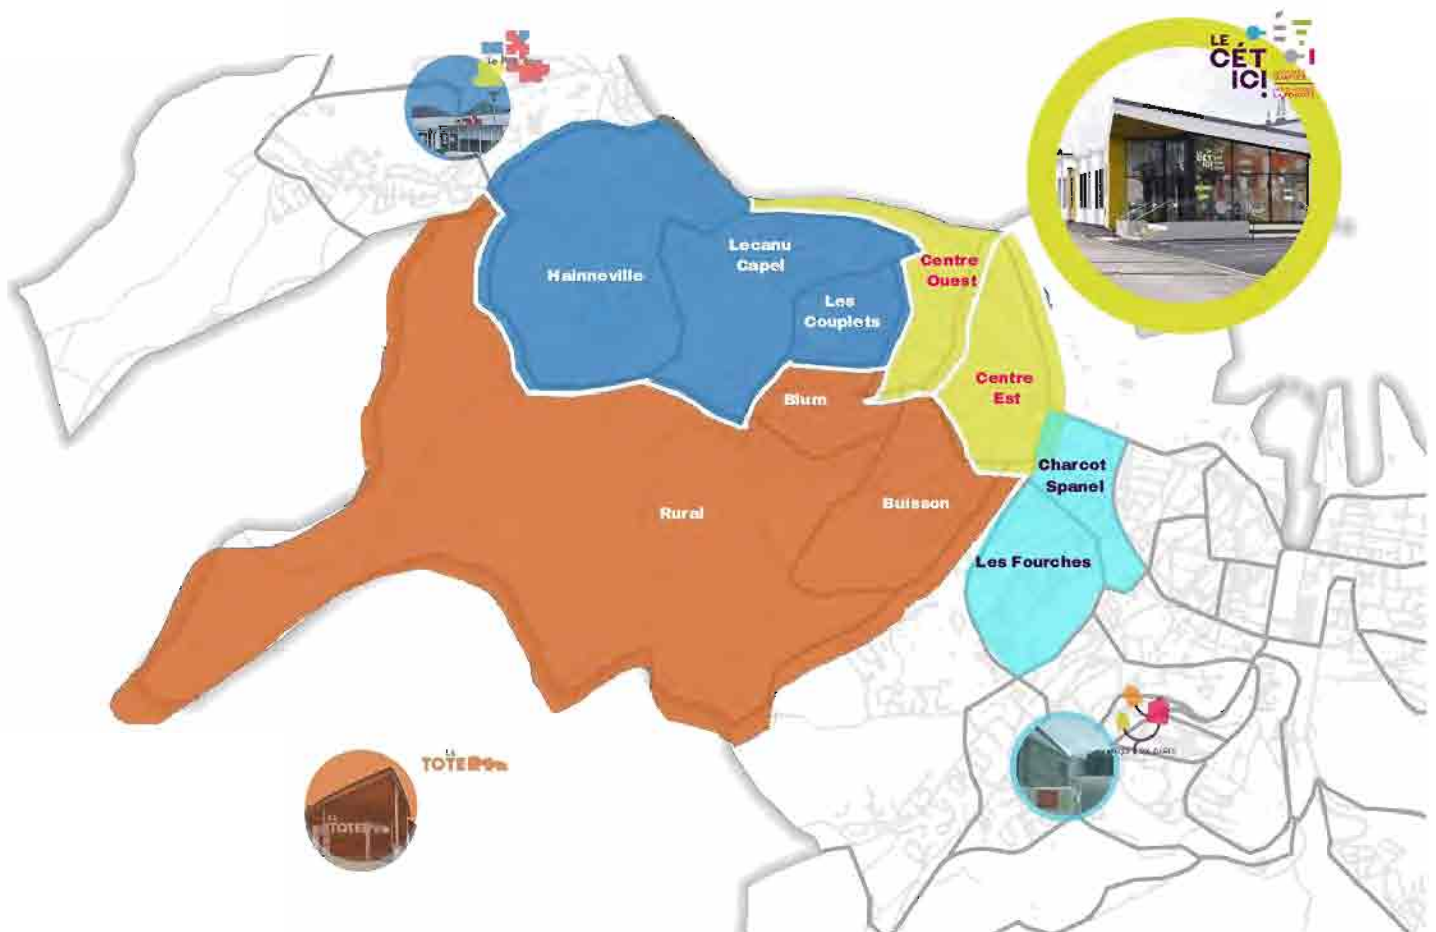 LE
CÉT
ICI
Hainneville
Lecanu
Capel
Les
Couplets
Centre
Ouest
Centre
Est
Blum
Rural
Buisson
Charcot
Spanel
Les Fourches